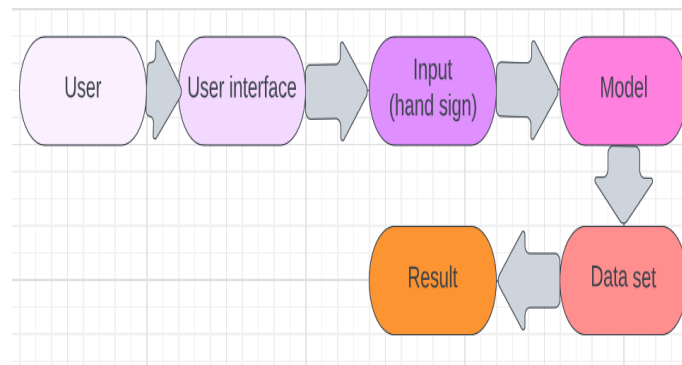 User
User interface
Input
(hand sign)
Model
Result
Data set